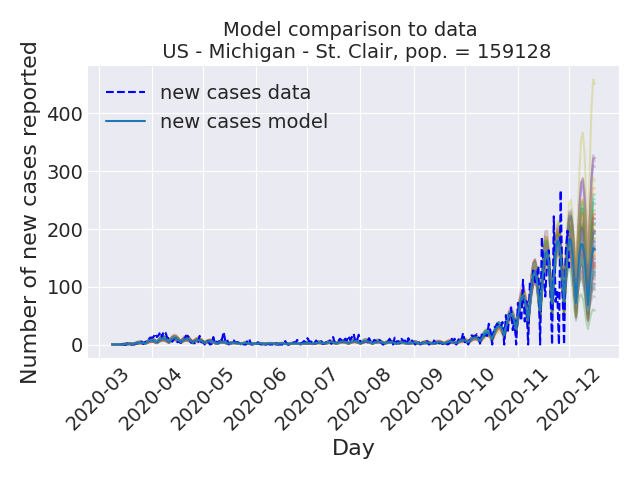 Model comparison to data
US - Michigan - St. Clair, pop. = 159128
Number of new cases reported
400
300
200
100
0
new cases data
new cases model
2020-03
2020-04
2020-05
2020-06
2020-07
2020-08
2020-09
2020-10
2020-11
2020-12
Day